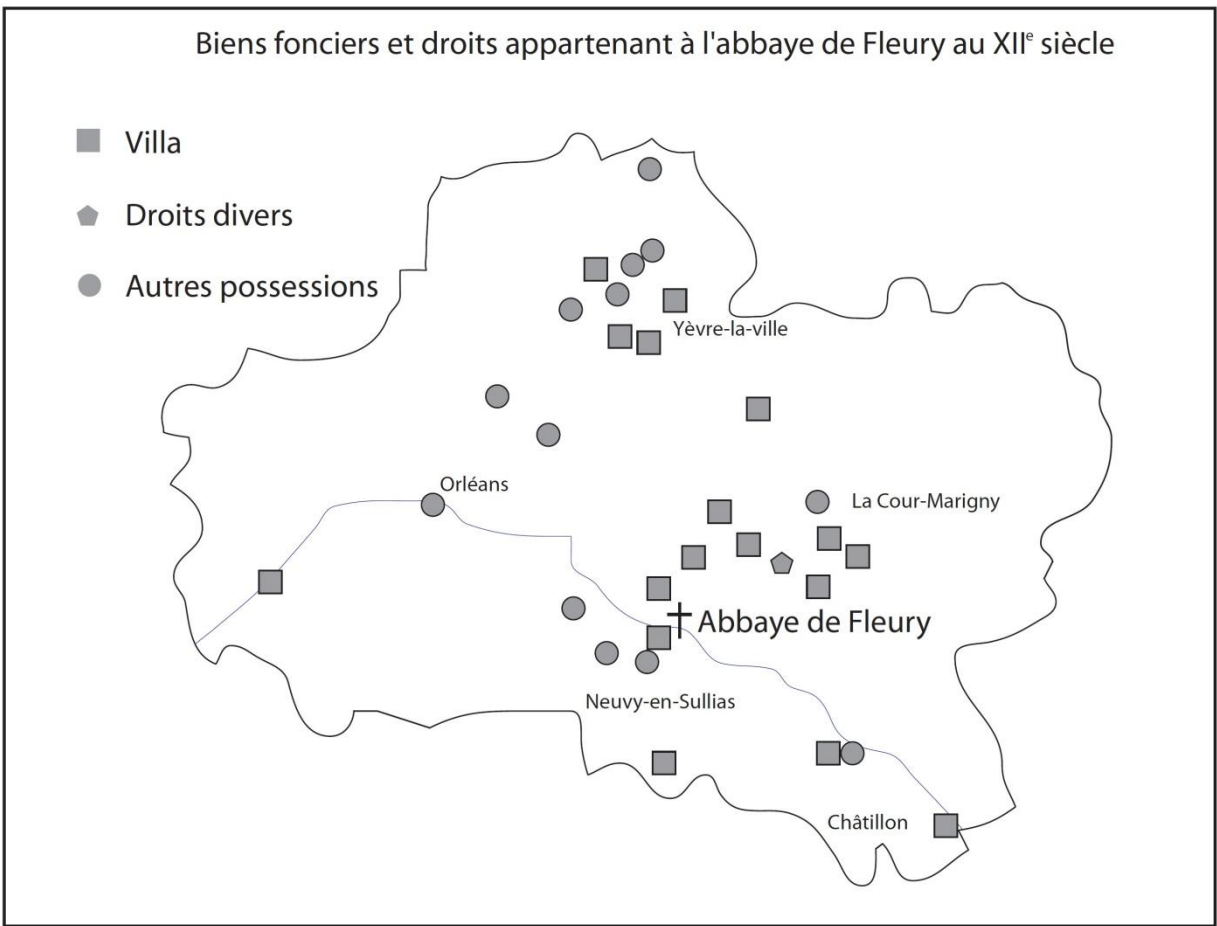 Biens fonciers et droits appartenant à l'abbaye de Fleury au XIIe siècle
Villa
Droits divers
Autres possessions
Yèvre-la-ville
Orléans
La Cour-Marigny
Abbaye de Fleury
Neuvy-en-Sullias
Châtillon